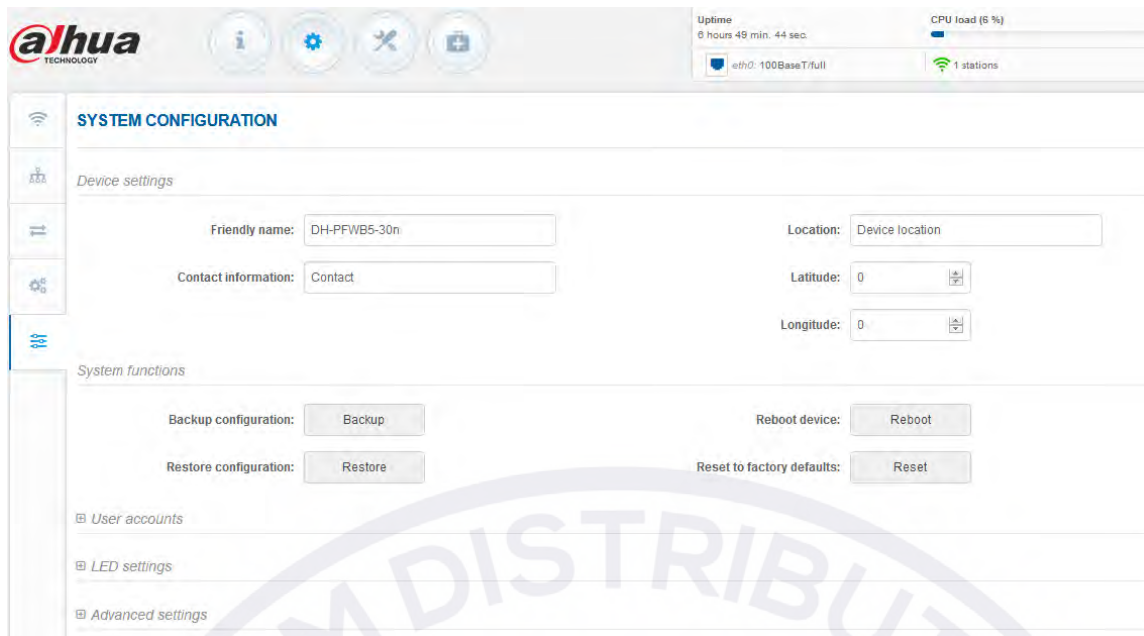 alhua
TECHNOLOGY
Uptime
6 hours 49 min. 44 sec.
CPU load (6 %)
eth0: 100BaseT/full
1 stations
SYSTEM CONFIGURATION
Device settings
Friendly name: DH-PFWB5-30n
Location: Device location
Contact information: Contact
Latitude: 0
Longitude: 0
System functions
Backup configuration: Backup
Reboot device: Reboot
Restore configuration: Restore
Reset to factory defaults: Reset
User accounts
LED settings
Advanced settings